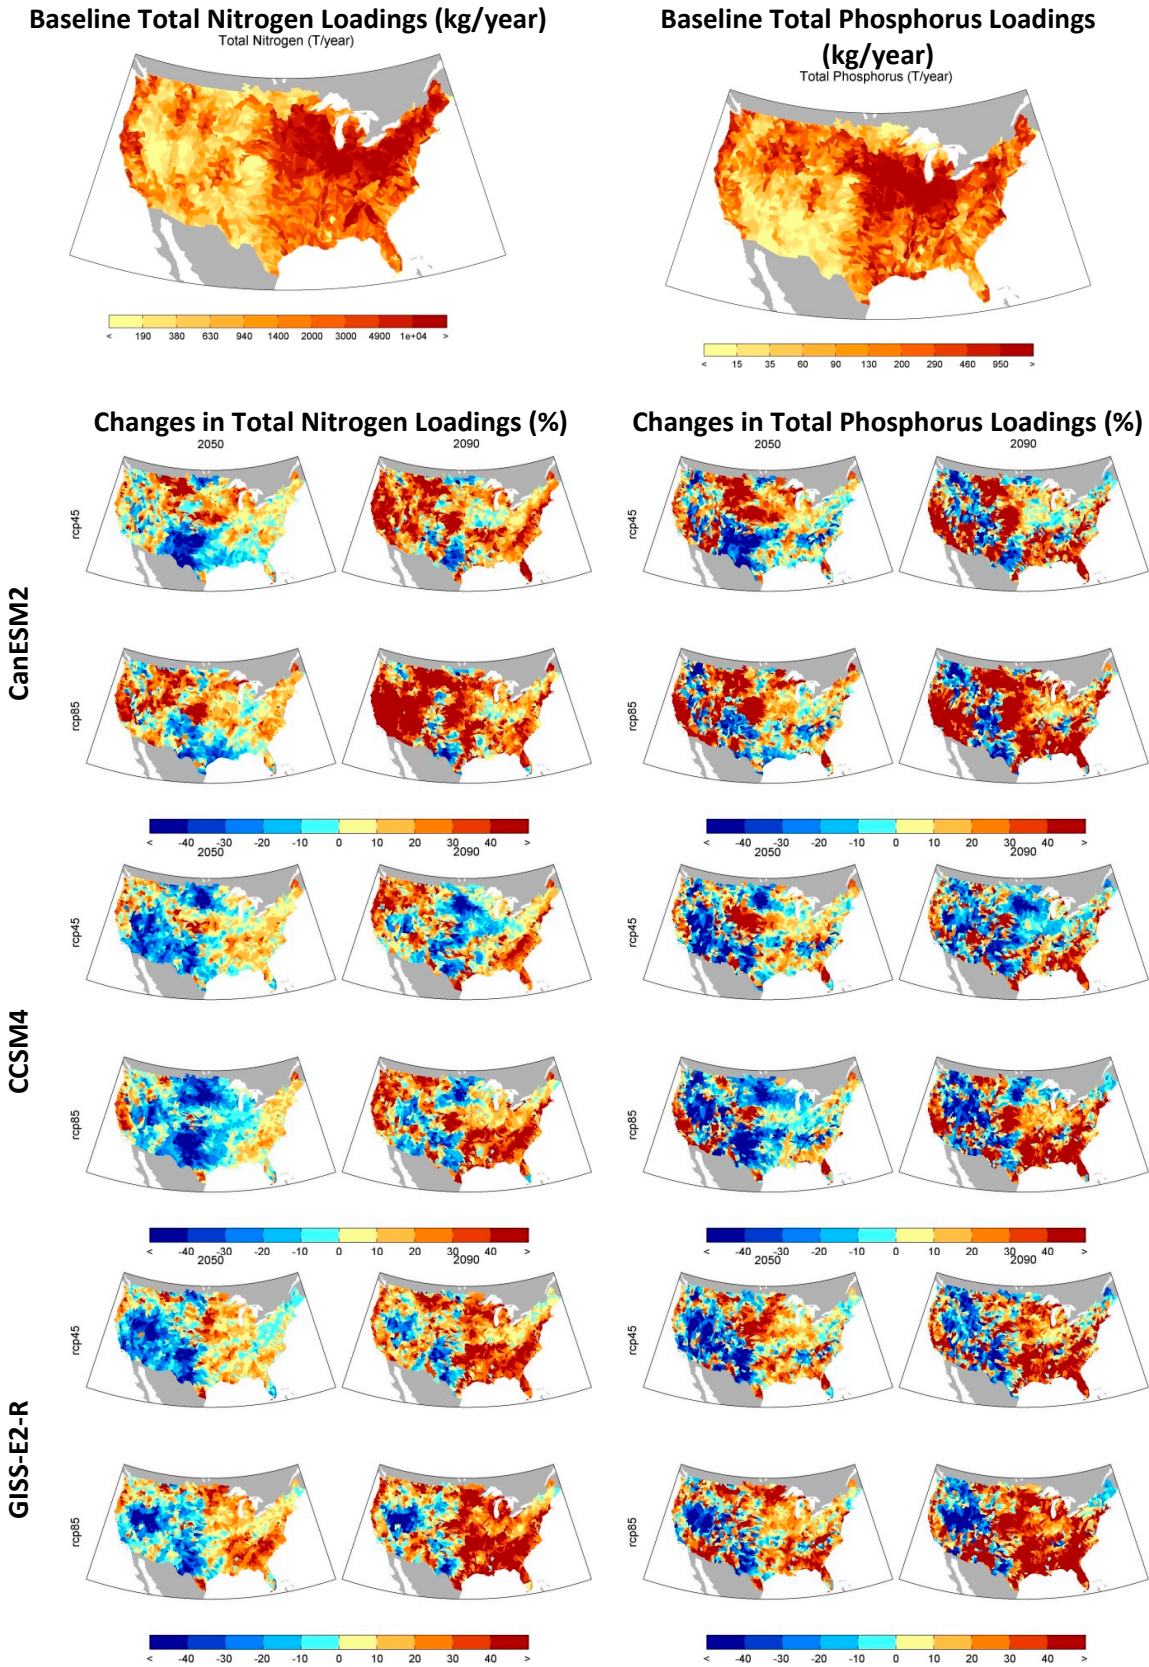 Baseline Total Nitrogen Loadings (kg/year)
Total Nitrogen (T/year)
< 190 380 630 940 1400 2000 3000 4900 1e+04 >
Baseline Total Phosphorus Loadings
(kg/year)
Total Phosphorus (T/year)
< 15 35 60 90 130 200 290 460 950 >
Changes in Total Nitrogen Loadings (%)
Changes in Total Phosphorus Loadings (%)
2050 2090 2050 2090
CanESM2
rcp45 rcp45
rcp85 rcp85
< -40 -30 -20 -10 0 10 20 30 40 >
< -40 -30 -20 -10 0 10 20 30 40 >
2050 2090 2050 2090
CCSM4
rcp45 rcp45
rcp85 rcp85
< -40 -30 -20 -10 0 10 20 30 40 >
< -40 -30 -20 -10 0 10 20 30 40 >
2050 2090 2050 2090
GISS-E2-R
rcp45 rcp45
rcp85 rcp85
< -40 -30 -20 -10 0 10 20 30 40 >
< -40 -30 -20 -10 0 10 20 30 40 >